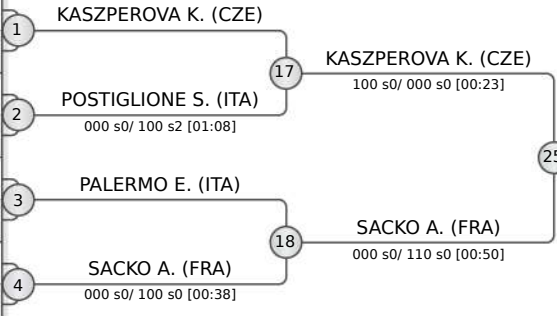 KASZPEROVA K. (CZE)
1
17
KASZPEROVA K. (CZE)
100 s0/ 000 s0 [00:23]
POSTIGLIONE S. (ITA)
2
000 s0/ 100 s2 [01:08]
25
PALERMO E. (ITA)
3
18
SACKO A. (FRA)
000 s0/ 110 s0 [00:50]
SACKO A. (FRA)
4
000 s0/ 100 s0 [00:38]